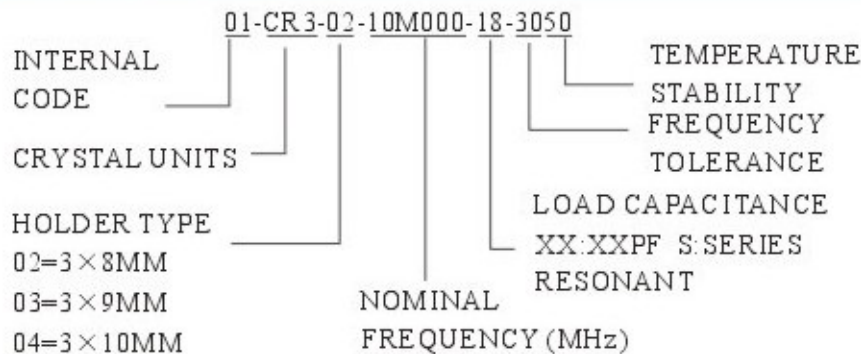 01-CR3-02-10M000-18-3050
INTERNAL
CODE
CRYSTAL UNITS
HOLDER TYPE
02=3×8MM
03=3×9MM
04=3×10MM
NOMINAL
FREQUENCY (MHz)
LOAD CAPACITANCE
XX:XXPF S:SERIES
RESONANT
FREQUENCY
TOLERANCE
TEMPERATURE
STABILITY